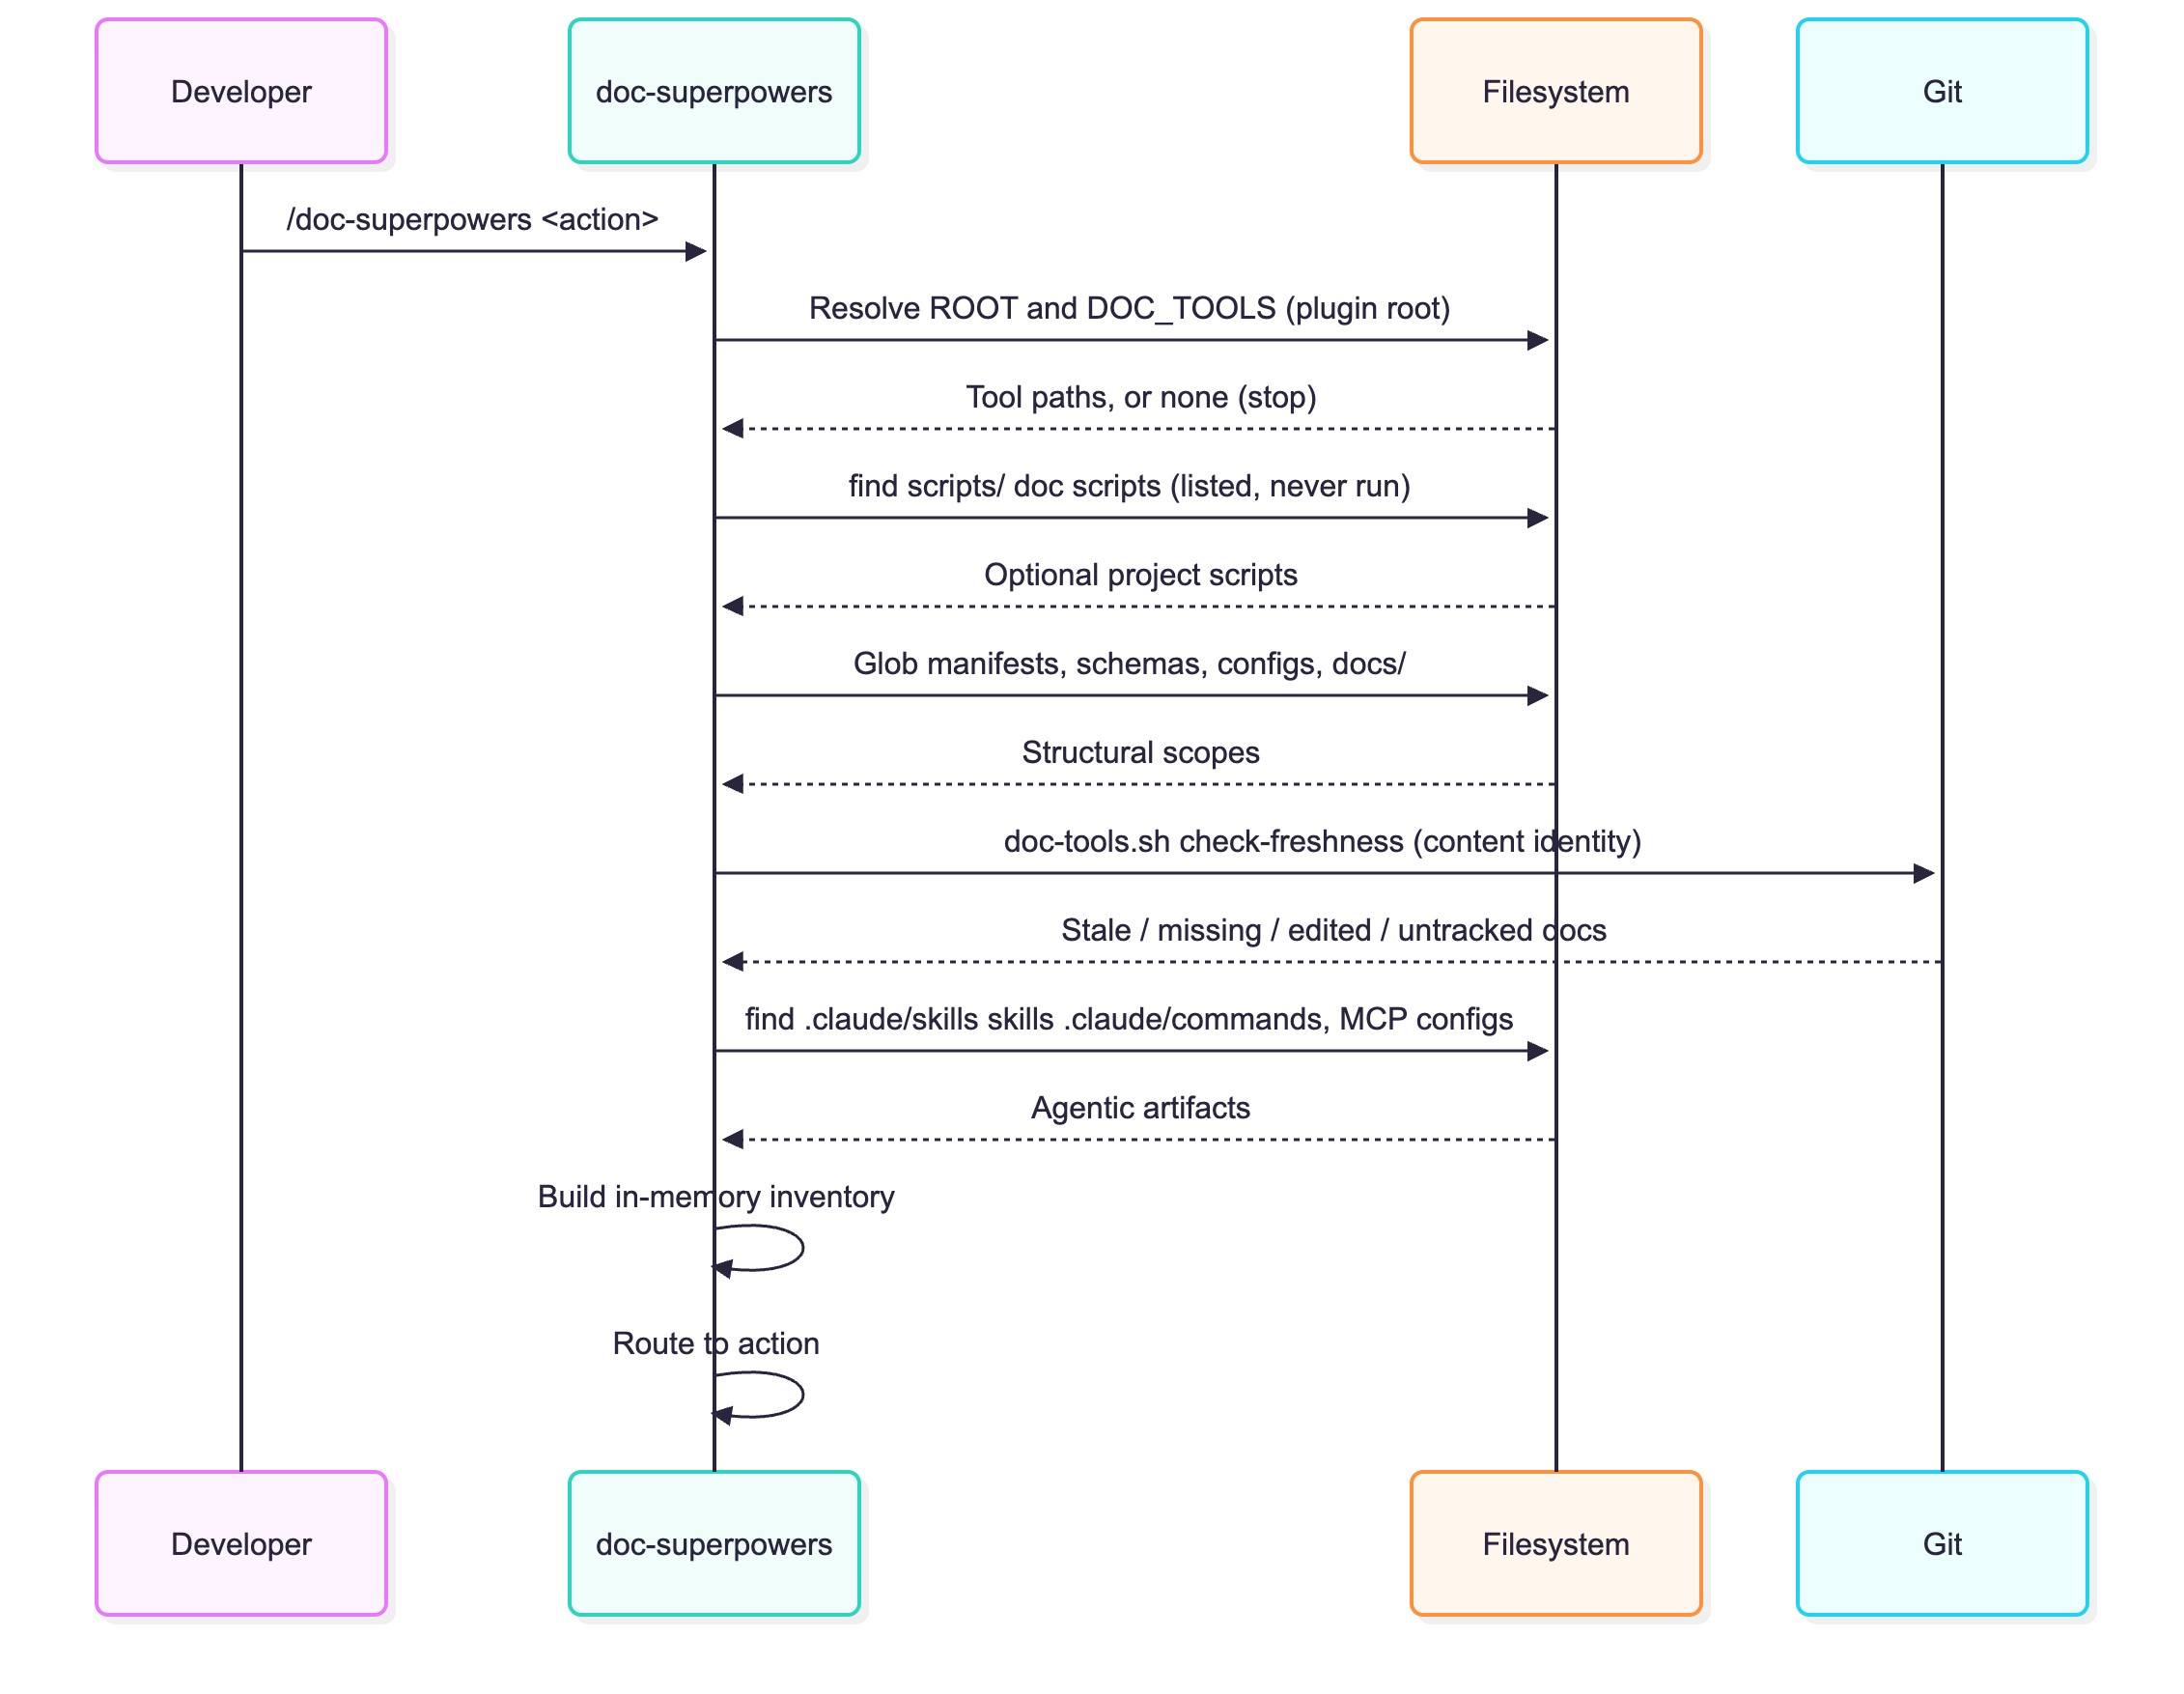 Developer
doc-superpowers
Filesystem
Git
/doc-superpowers <action>
Resolve ROOT and DOC_TOOLS (plugin root)
Tool paths, or none (stop)
find scripts/ doc scripts (listed, never run)
Optional project scripts
Glob manifests, schemas, configs, docs/
Structural scopes
doc-tools.sh check-freshness (content identity)
Stale / missing / edited / untracked docs
find .claude/skills skills .claude/commands, MCP configs
Agentic artifacts
Build in-memory inventory
Route to action
Developer
doc-superpowers
Filesystem
Git